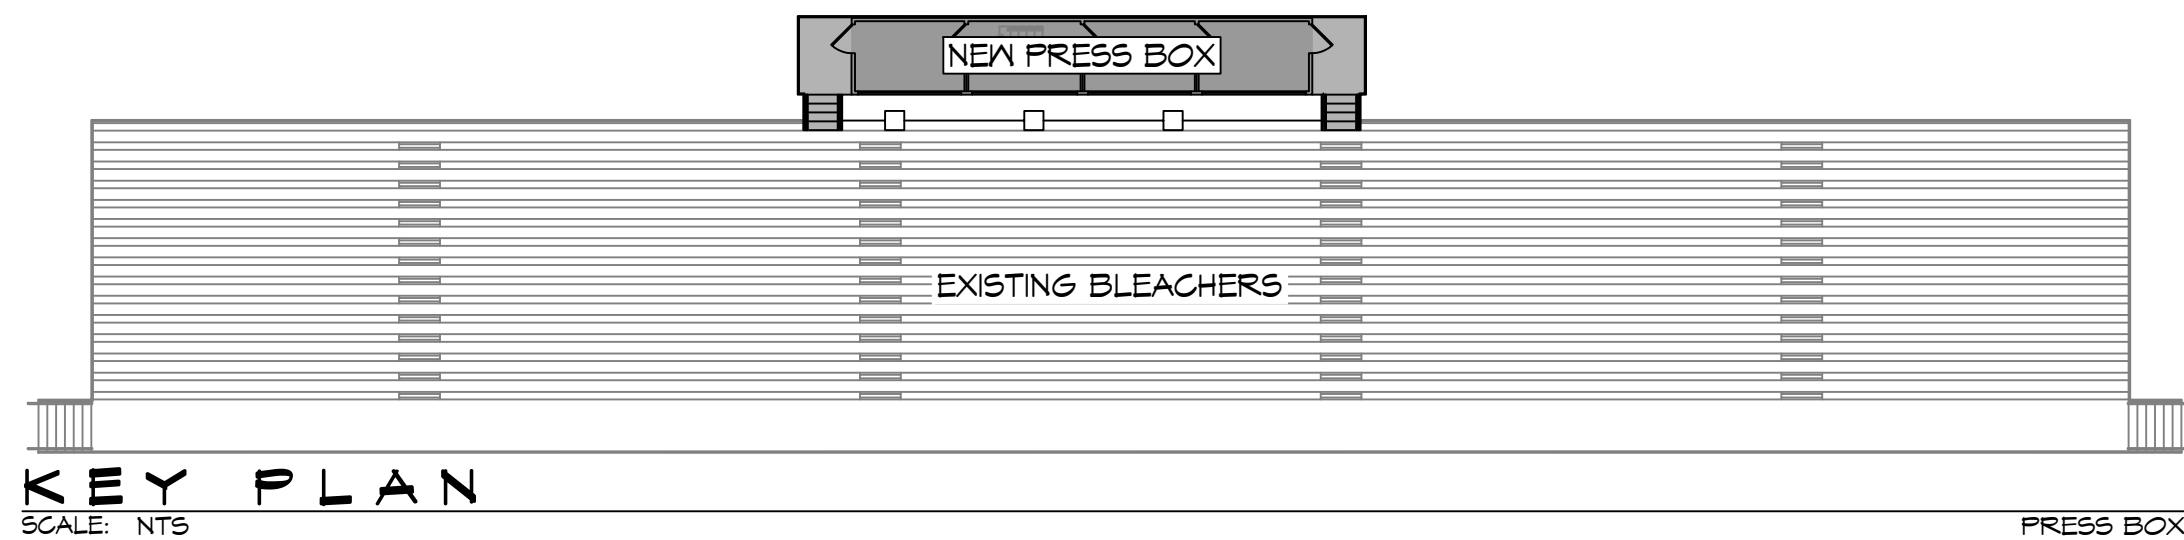 NEW PRESS BOX
EXISTING BLEACHERS
KEY PLAN
SCALE: NTS
PRESS BOX